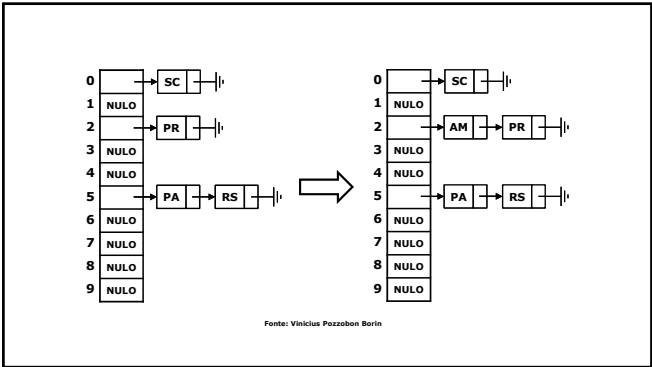 0 SC 0 SC
1 NULO 1 NULO
2 PR 2 AM PR
3 NULO 3 NULO
4 NULO 4 NULO
5 PA RS 5 PA RS
6 NULO 6 NULO
7 NULO 7 NULO
8 NULO 8 NULO
9 NULO 9 NULO
Fonte: Vinicius Pozzobon Borin